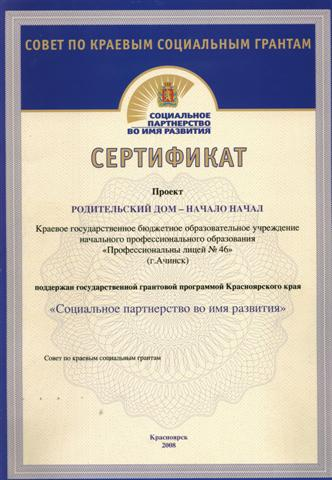 СОВЕТ ПО КРАЕВЫМ СОЦИАЛЬНЫМ ГРАНТАМ
СОЦИАЛЬНОЕ
ПАРТНЕРСТВО
ВО ИМЯ РАЗВИТИЯ
СЕРТИФИКАТ
Проект
РОДИТЕЛЬСКИЙ ДОМ – НАЧАЛО НАЧАЛ
Краевое государственное бюджетное образовательное учреждение
начального профессионального образования
«Профессиональны лицей № 46»
(г.Ачинск)
поддержан государственной грантовой программой Красноярского края
«Социальное партнерство во имя развития»
Совет по краевым социальным грантам
Красноярск
2008